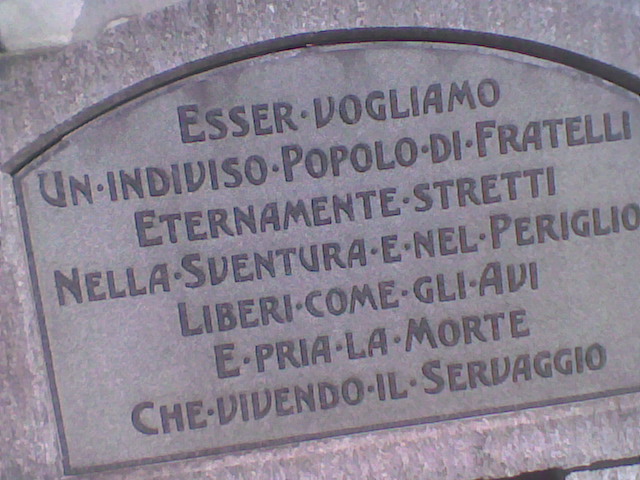 ESSER·VOGLIAMO
UN·INDIVISO·POPOLO·DI·FRATELLI
ETERNAMENTE·STRETTI
NELLA·SVENTURA·E·NEL·PERIGLIO
LIBERI·COME·GLI·AVI
E·PRIA·LA·MORTE
CHE·VIVENDO·IL·SERVAGGIO